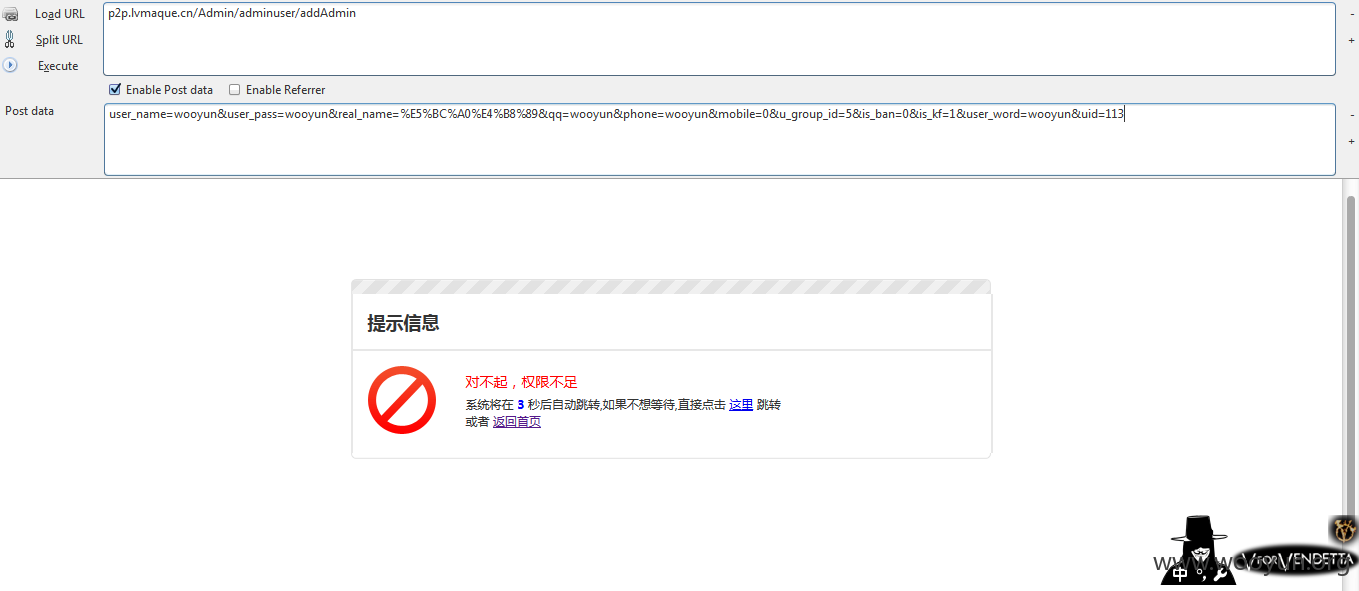 Load URL
p2p.lvmaque.cn/Admin/adminuser/addAdmin
-
Split URL
+
Execute
Enable Post data Enable Referrer
Post data
user_name=wooyun&user_pass=wooyun&real_name=%E5%BC%A0%E4%B8%89&qq=wooyun&phone=wooyun&mobile=0&u_group_id=5&is_ban=0&is_kf=1&user_word=wooyun&uid=113
-
+
提示信息
对不起，权限不足
系统将在 3 秒后自动跳转,如果不想等待,直接点击 这里 跳转
或者 返回首页
V FOR VENDETTA
www.wooyun.org
中